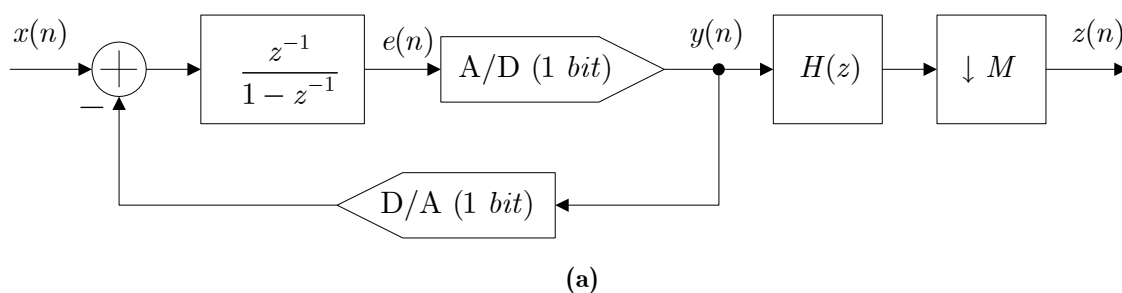 x(n)
z⁻¹
1 − z⁻¹
e(n)
A/D (1 bit)
y(n)
H(z)
↓ M
z(n)
−
D/A (1 bit)
(a)